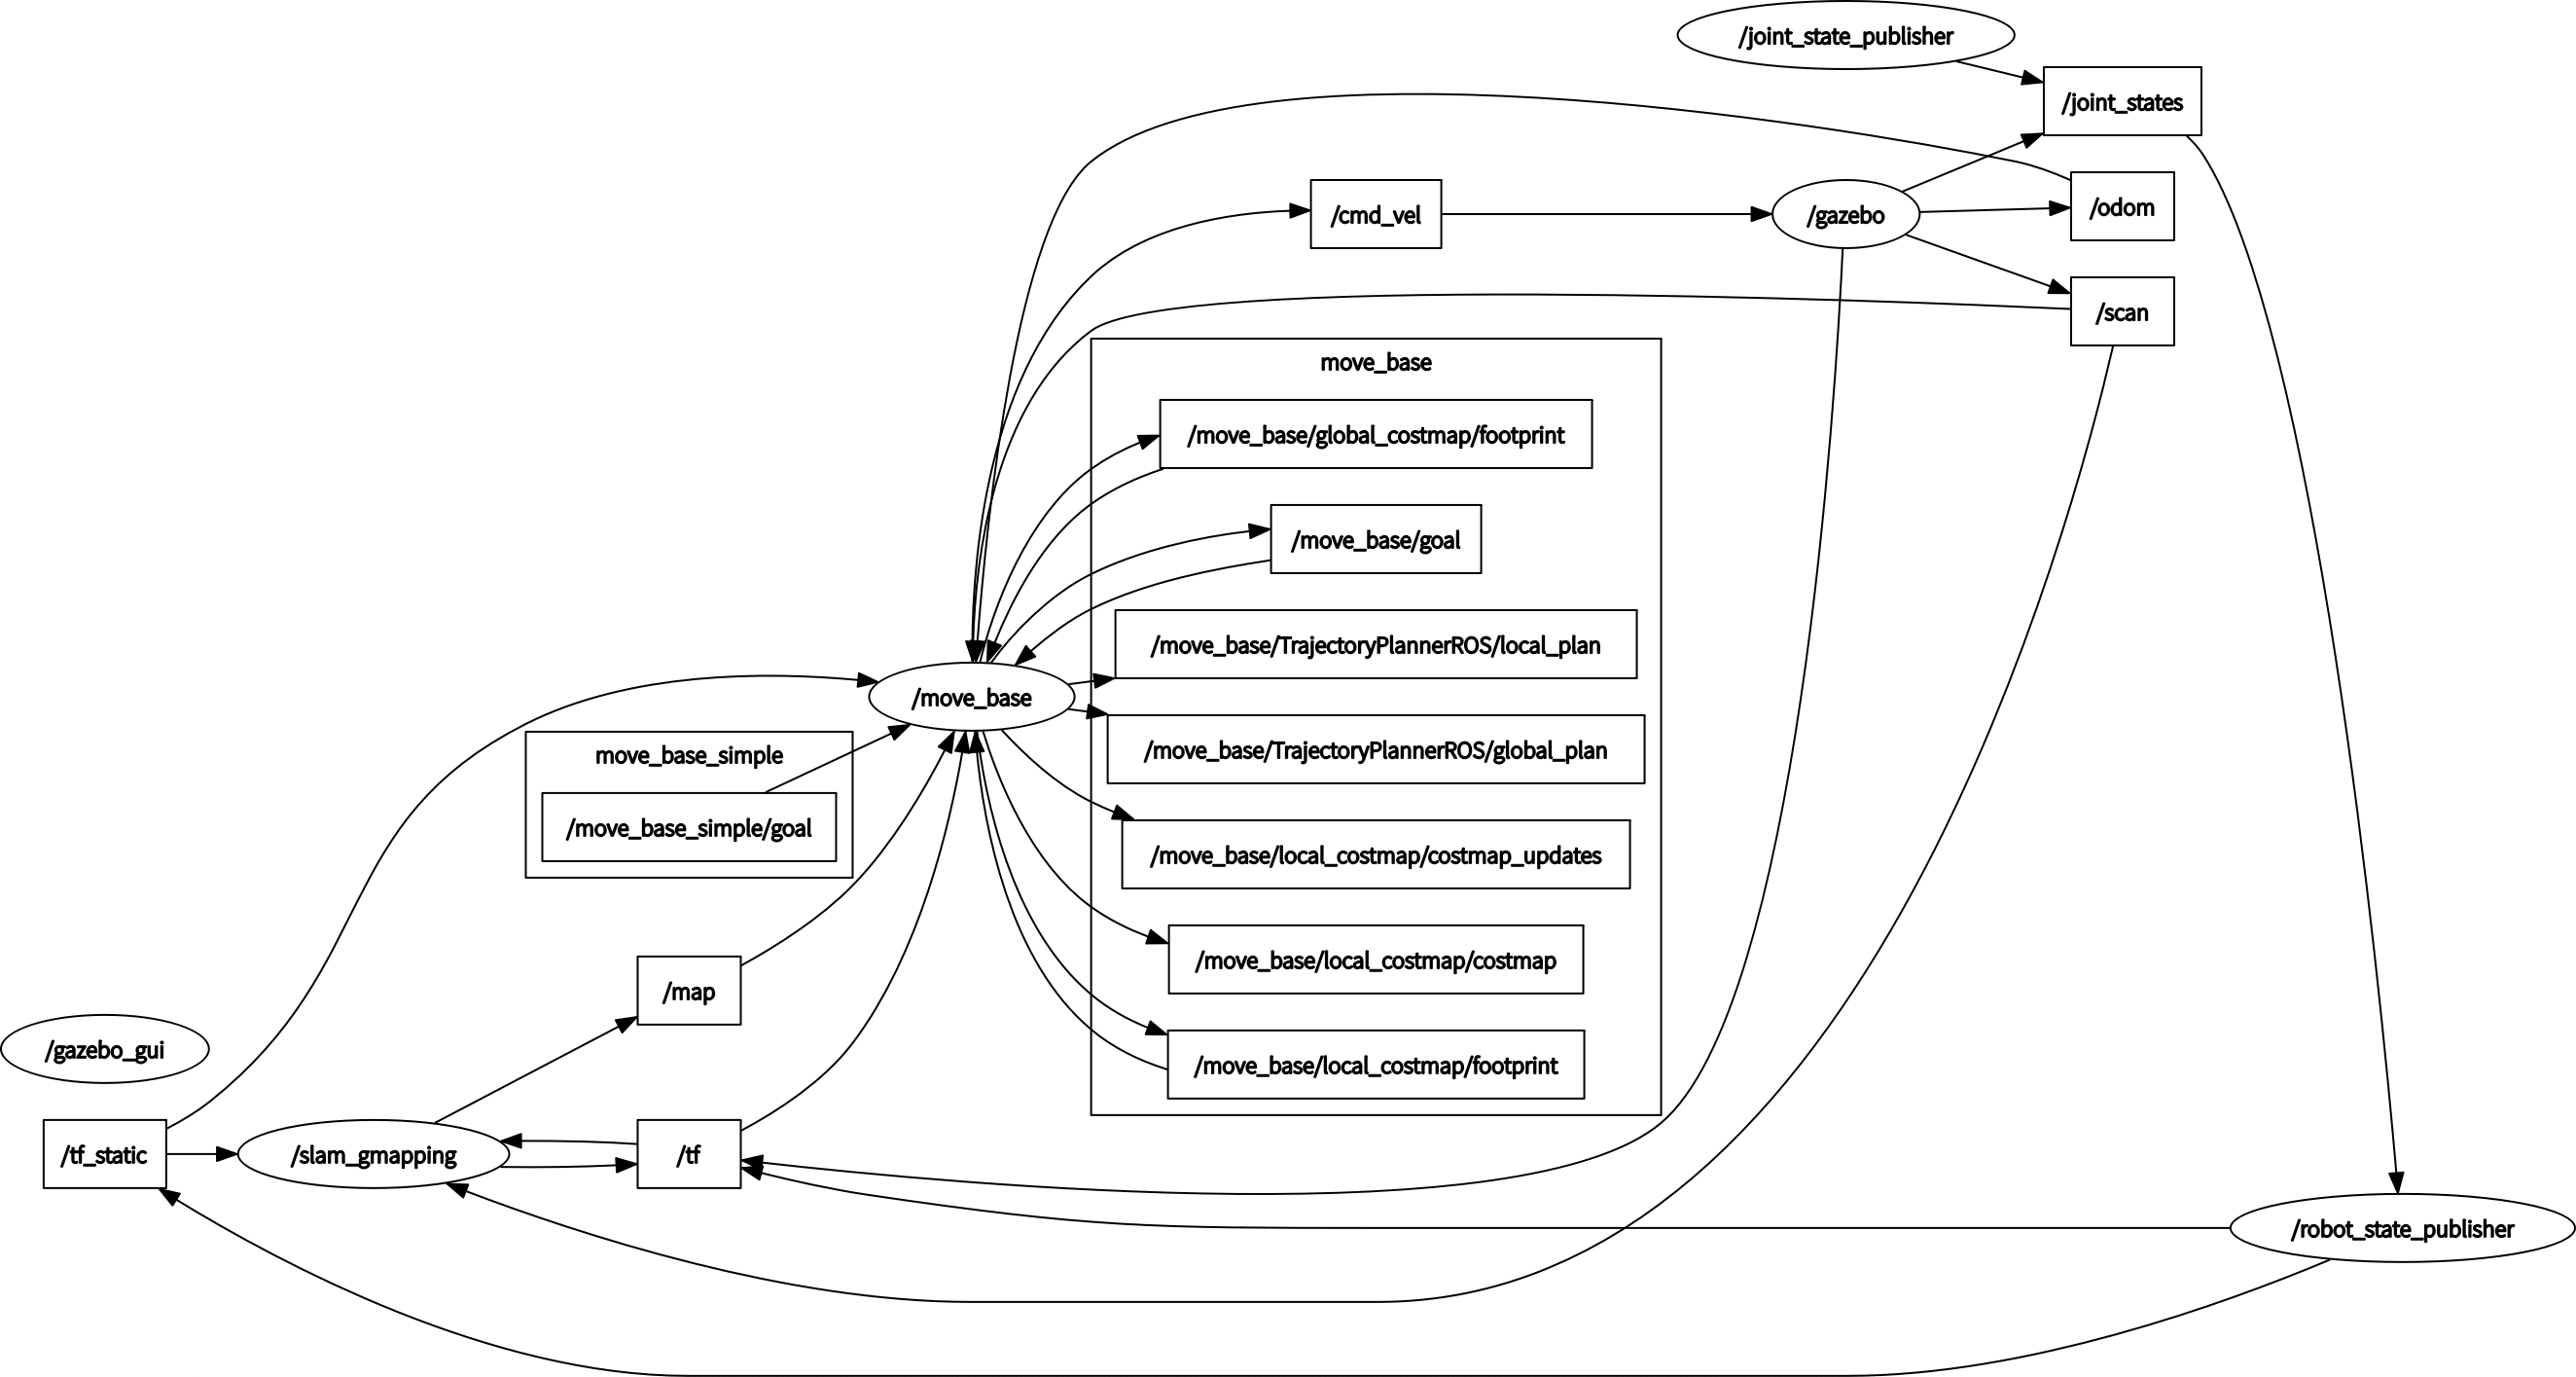 /joint_state_publisher
/joint_states
/odom
/cmd_vel
/gazebo
/scan
move_base
/move_base/global_costmap/footprint
/move_base/goal
/move_base/TrajectoryPlannerROS/local_plan
/move_base
/move_base/TrajectoryPlannerROS/global_plan
move_base_simple
/move_base_simple/goal
/move_base/local_costmap/costmap_updates
/move_base/local_costmap/costmap
/map
/gazebo_gui
/move_base/local_costmap/footprint
/tf_static
/slam_gmapping
/tf
/robot_state_publisher